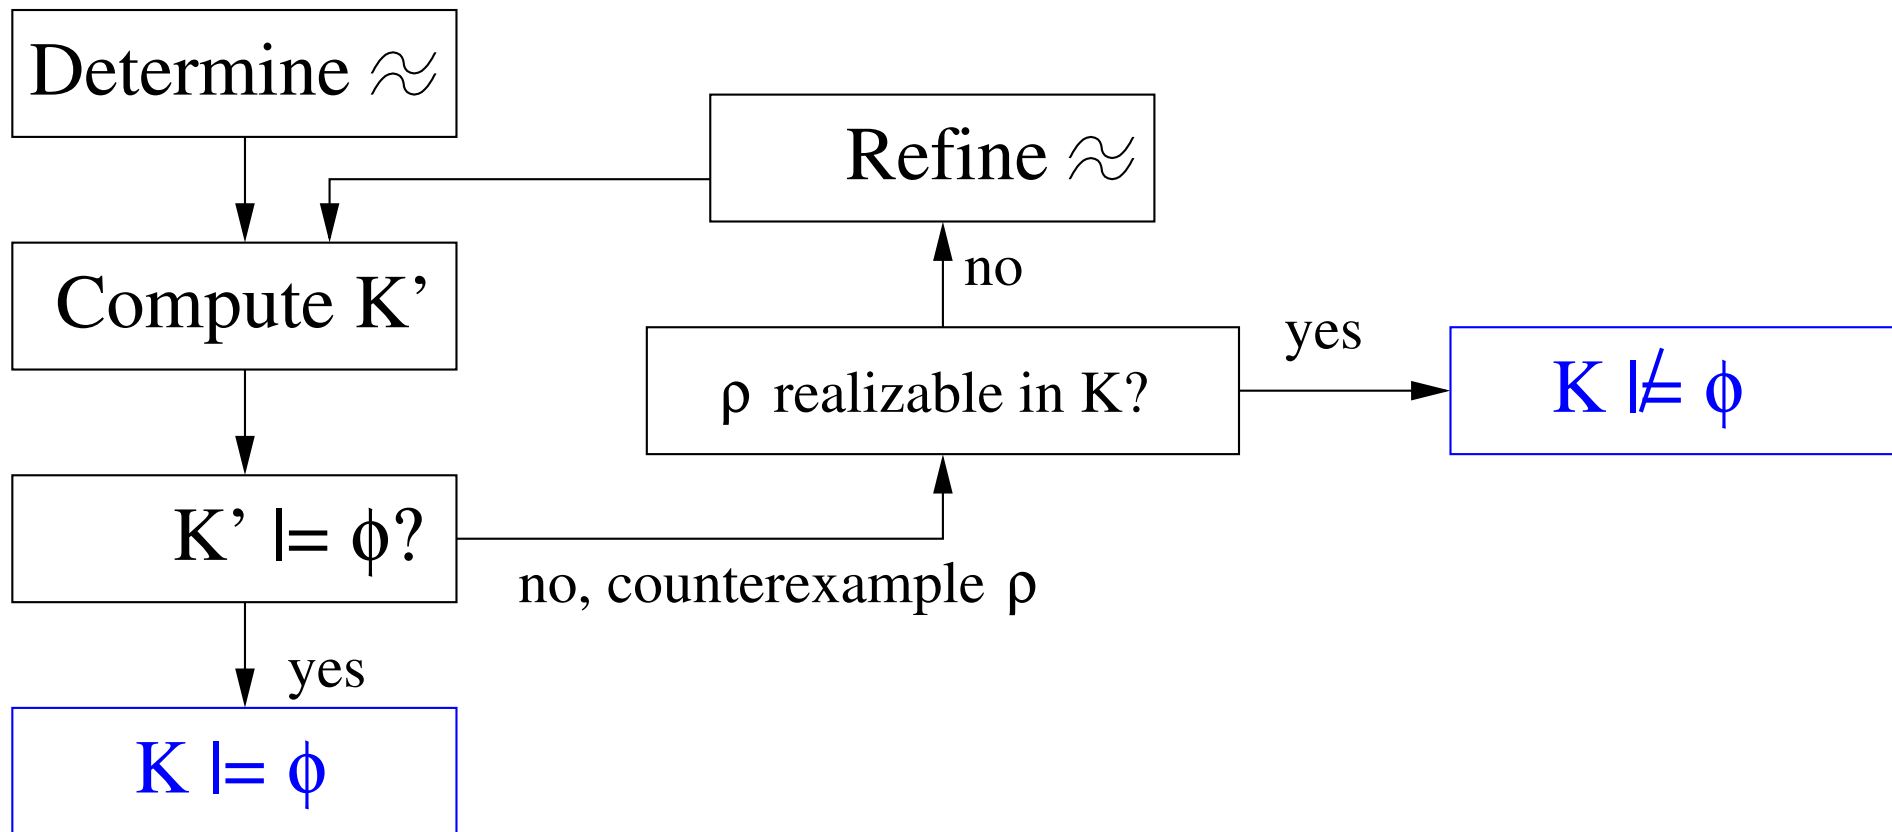 Determine ≈
Refine ≈
no
Compute K’
yes
ρ realizable in K?
K ⊭ ϕ
K’ |= ϕ?
no, counterexample ρ
yes
K |= ϕ